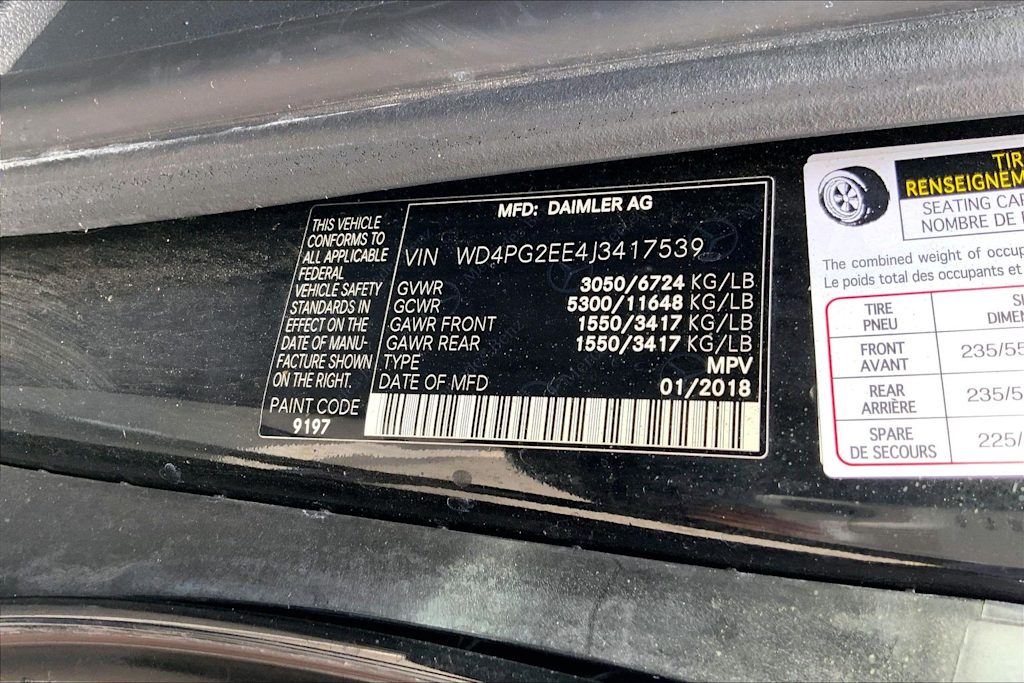 THIS VEHICLE
CONFORMS TO
ALL APPLICABLE
FEDERAL
VEHICLE SAFETY
STANDARDS IN
EFFECT ON THE
DATE OF MANU-
FACTURE SHOWN
ON THE RIGHT.
PAINT CODE
9197
MFD: DAIMLER AG
VIN WD4PG2EE4J3417539
GVWR 3050/6724 KG/LB
GCWR 5300/11648 KG/LB
GAWR FRONT 1550/3417 KG/LB
GAWR REAR 1550/3417 KG/LB
TYPE MPV
DATE OF MFD 01/2018
TIR
RENSEIGNEM
SEATING CA
NOMBRE DE
The combined weight of occup
Le poids total des occupants et
TIRE
PNEU
DIMEN
FRONT
AVANT
235/55
REAR
ARRIÈRE
235/5
SPARE
DE SECOURS
225/